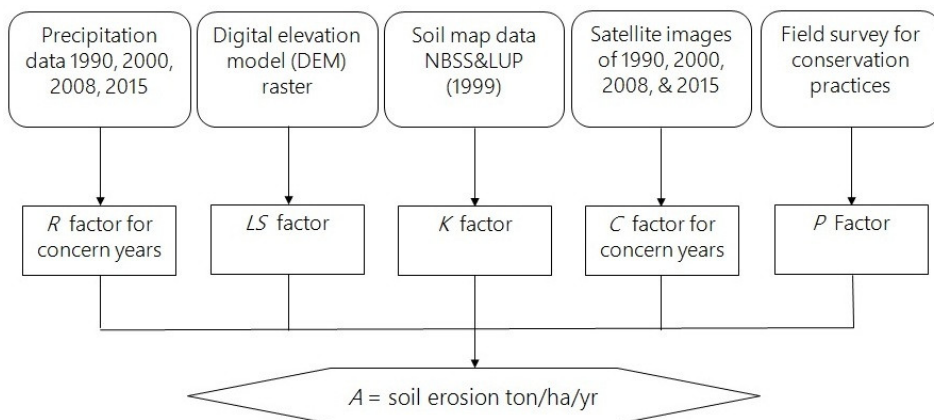 Precipitation
data 1990, 2000,
2008, 2015
Digital elevation
model (DEM)
raster
Soil map data
NBSS&LUP
(1999)
Satellite images
of 1990, 2000,
2008, & 2015
Field survey for
conservation
practices
R factor for
concern years
LS factor
K factor
C factor for
concern years
P Factor
A = soil erosion ton/ha/yr